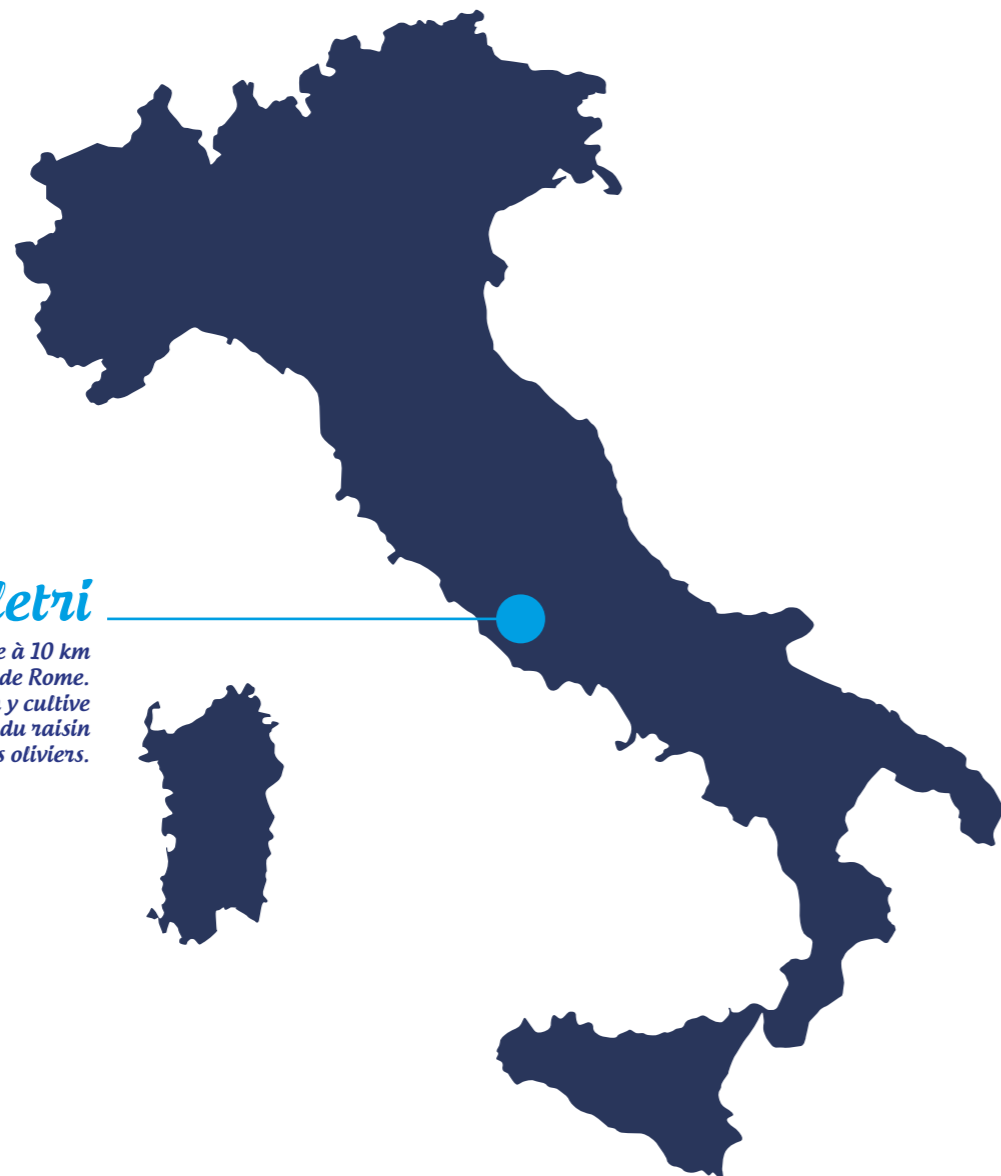 letri
e à 10 km
de Rome.
y cultive
du raisin
s oliviers.